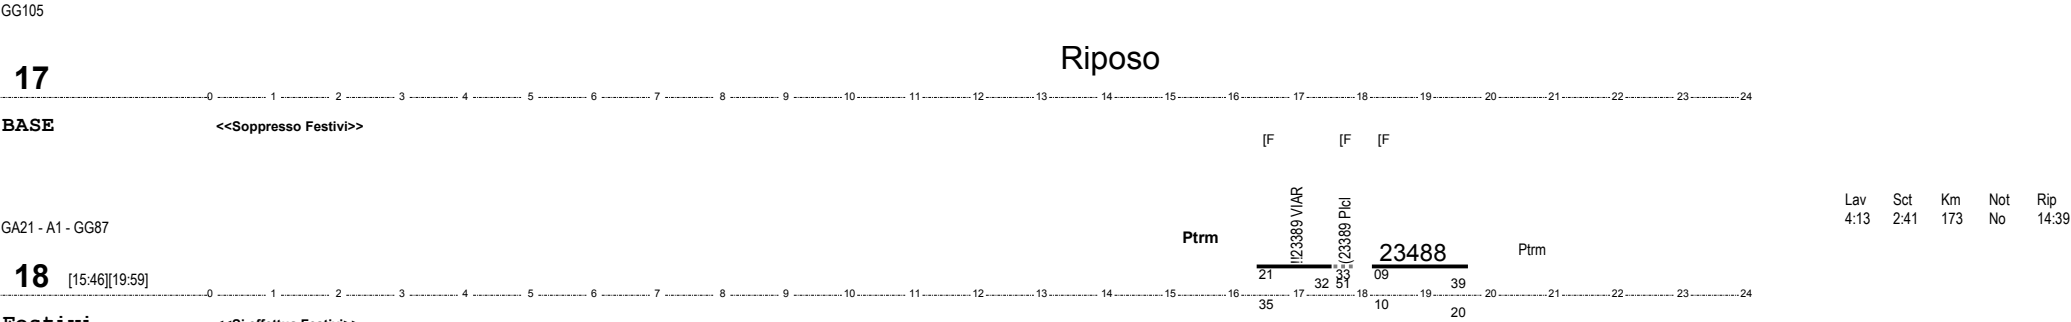 GG105
Riposo
17
0 1 2 3 4 5 6 7 8 9 10 11 12 13 14 15 16 17 18 19 20 21 22 23 24
BASE <<Soppresso Festivi>>
[F [F [F
!!23389 VIAR
(23389 Plcl
Lav Sct Km Not Rip
4:13 2:41 173 No 14:39
GA21 - A1 - GG87
Ptrm 23488 Ptrm
18 [15:46][19:59]
21 33 09
32 51 39
0 1 2 3 4 5 6 7 8 9 10 11 12 13 14 15 16 17 18 19 20 21 22 23 24
35 10 20
Festivi <<Si effettua Festivi>>